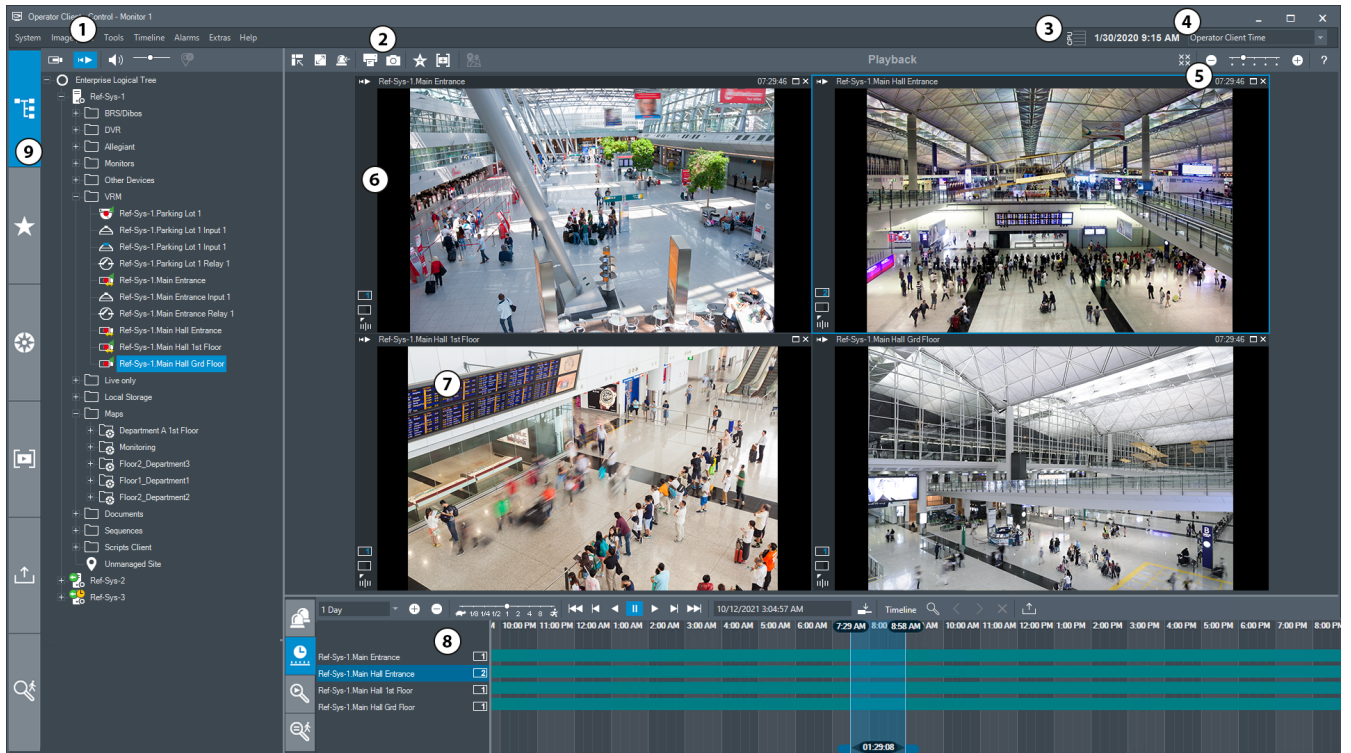 Operator Client - Control - Monitor 1
System Image Tools Timeline Alarms Extras Help
1
2
3
4
CPU
1/30/2020 9:15 AM
Operator Client Time
Playback
5
?
Enterprise Logical Tree
Ref-Sys-1
BRS/Dibos
DVR
Allegiant
Monitors
Other Devices
VRM
Ref-Sys-1.Parking Lot 1
Ref-Sys-1.Parking Lot 1 Input 1
Ref-Sys-1.Parking Lot 1 Input 1
Ref-Sys-1.Parking Lot 1 Relay 1
Ref-Sys-1.Main Entrance
Ref-Sys-1.Main Entrance Input 1
Ref-Sys-1.Main Entrance Relay 1
Ref-Sys-1.Main Hall Entrance
Ref-Sys-1.Main Hall 1st Floor
Ref-Sys-1.Main Hall Grd Floor
Live only
Local Storage
Maps
Department A 1st Floor
Monitoring
Floor2_Department3
Floor1_Department1
Floor2_Department2
Documents
Sequences
Scripts Client
Unmanaged Site
Ref-Sys-2
Ref-Sys-3
9
Ref-Sys-1.Main Entrance 07:29:46
6
1
Ref-Sys-1.Main Hall Entrance 07:29:46
2
Ref-Sys-1.Main Hall 1st Floor
7
1
Ref-Sys-1.Main Hall Grd Floor 07:29:46
1
1 Day
1/8 1/4 1/2 1 2 4 8
10/12/2021 3:04:57 AM
Timeline
8
10:00 PM 11:00 PM 12:00 AM 1:00 AM 2:00 AM 3:00 AM 4:00 AM 5:00 AM 6:00 AM 7:29 AM 8:00 8:58 AM AM 10:00 AM 11:00 AM 12:00 PM 1:00 PM 2:00 PM 3:00 PM 4:00 PM 5:00 PM 6:00 PM 7:00 PM 8:00 PM
Ref-Sys-1.Main Entrance 1
Ref-Sys-1.Main Hall Entrance 2
Ref-Sys-1.Main Hall 1st Floor 1
Ref-Sys-1.Main Hall Grd Floor 1
01:29:08